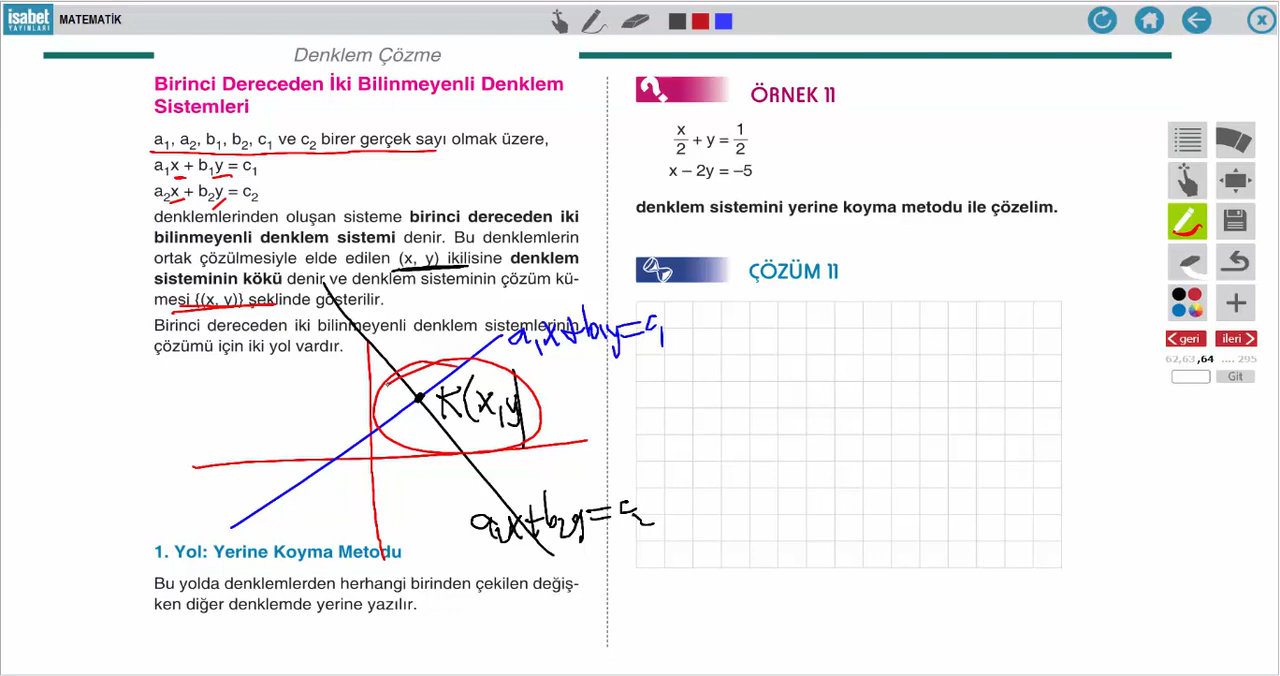 isabet
YAYINLARI
MATEMATİK
Denklem Çözme
Birinci Dereceden İki Bilinmeyenli Denklem
Sistemleri
a₁, a₂, b₁, b₂, c₁ ve c₂ birer gerçek sayı olmak üzere,
a₁x + b₁y = c₁
a₂x + b₂y = c₂
denklemlerinden oluşan sisteme birinci dereceden iki
bilinmeyenli denklem sistemi denir. Bu denklemlerin
ortak çözülmesiyle elde edilen (x, y) ikilisine denklem
sisteminin kökü denir ve denklem sisteminin çözüm kü-
mesi {(x, y)} şeklinde gösterilir.
Birinci dereceden iki bilinmeyenli denklem sistemlerinin
çözümü için iki yol vardır.
a₁x+b₁y=c₁
K(x,y)
a₂x+b₂y=c₂
1. Yol: Yerine Koyma Metodu
Bu yolda denklemlerden herhangi birinden çekilen değiş-
ken diğer denklemde yerine yazılır.
ÖRNEK 11
x/2 + y = 1/2
x – 2y = –5
denklem sistemini yerine koyma metodu ile çözelim.
ÇÖZÜM 11
geri
ileri
62,63,64 .... 295
Git